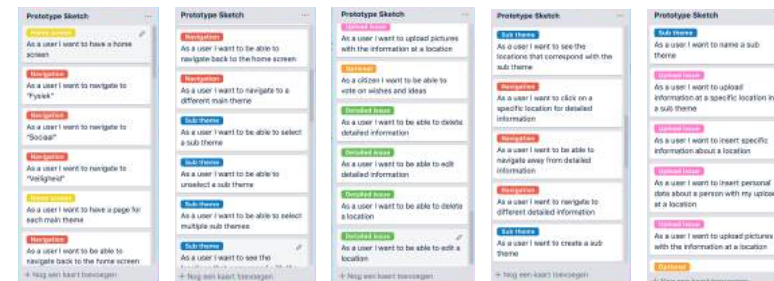 Prototype Sketch
Home screen
As a user I want to have a home
screen
Navigation
As a user I want to navigate to
"Fysiek"
Navigation
As a user I want to navigate to
"Sociaal"
Navigation
As a user I want to navigate to
"Veiligheid"
Home screen
As a user I want to have a page for
each main theme
Navigation
As a user I want to be able to
navigate back to the home screen
+ Nog een kaart toevoegen
Prototype Sketch
Navigation
As a user I want to be able to
navigate back to the home screen
Navigation
As a user I want to navigate to a
different main theme
Sub theme
As a user I want to be able to select
a sub theme
Sub theme
As a user I want to be able to
unselect a sub theme
Sub theme
As a user I want to be able to select
multiple sub themes
Sub theme
As a user I want to see the
+ Nog een kaart toevoegen
Prototype Sketch
Upload issue
As a user I want to upload pictures
with the information at a location
Optional
As a citizen I want to be able to
vote on wishes and ideas
Detailed issue
As a user I want to be able to delete
detailed information
Detailed issue
As a user I want to be able to edit
detailed information
Detailed issue
As a user I want to be able to delete
a location
Detailed issue
As a user I want to be able to edit a
location
+ Nog een kaart toevoegen
Prototype Sketch
Sub theme
As a user I want to see the
locations that correspond with the
sub theme
Navigation
As a user I want to click on a
specific location for detailed
information
Navigation
As a user I want to be able to
navigate away from detailed
information
Navigation
As a user I want to navigate to
different detailed information
Sub theme
As a user I want to create a sub
theme
+ Nog een kaart toevoegen
Prototype Sketch
Sub theme
As a user I want to name a sub
theme
Upload issue
As a user I want to upload
information at a specific location in
a sub theme
Upload issue
As a user I want to insert specific
information about a location
Upload issue
As a user I want to insert personal
data about a person with my upload
at a location
Upload issue
As a user I want to upload pictures
with the information at a location
Optional